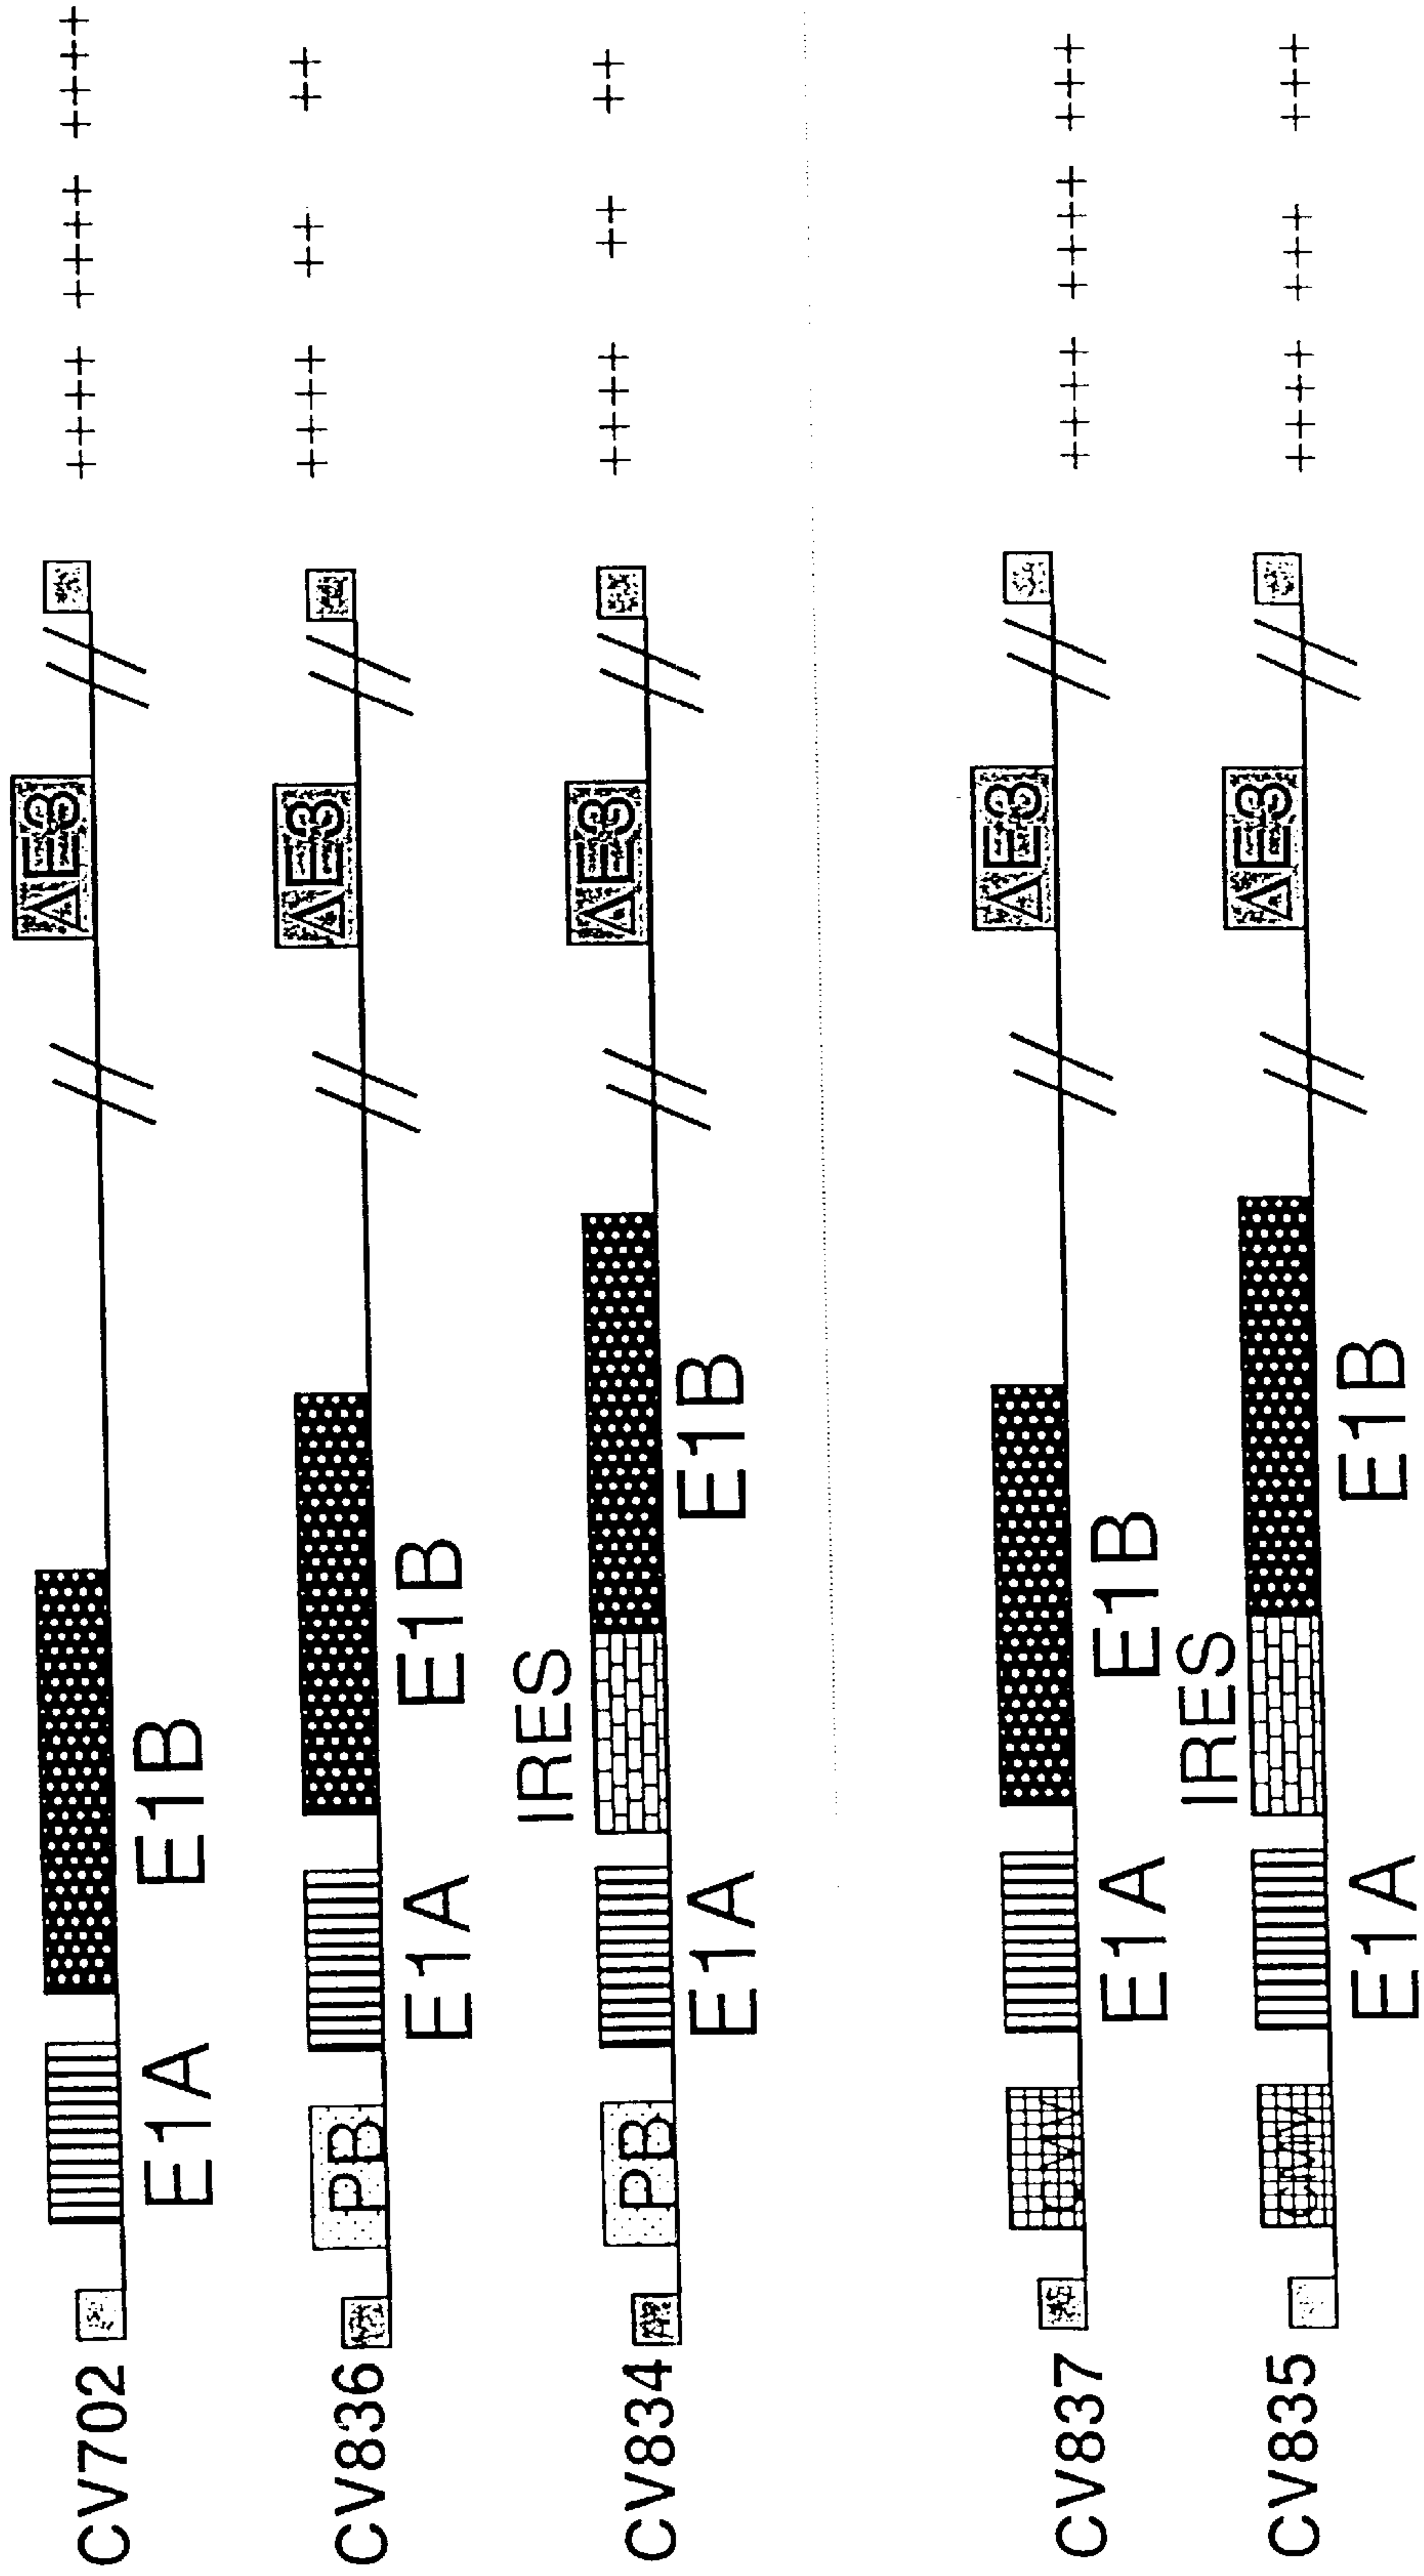 CV702 ΔE3 ++++ ++++ ++++
E1A E1B
CV836 PB ΔE3 ++++ ++ ++
E1A E1B
IRES
CV834 PB ΔE3 ++++ ++ ++
E1A E1B
CV837 CMV ΔE3 ++++ ++++ +++
E1A E1B
IRES
CV835 CMV ΔE3 ++++ +++ +++
E1A E1B